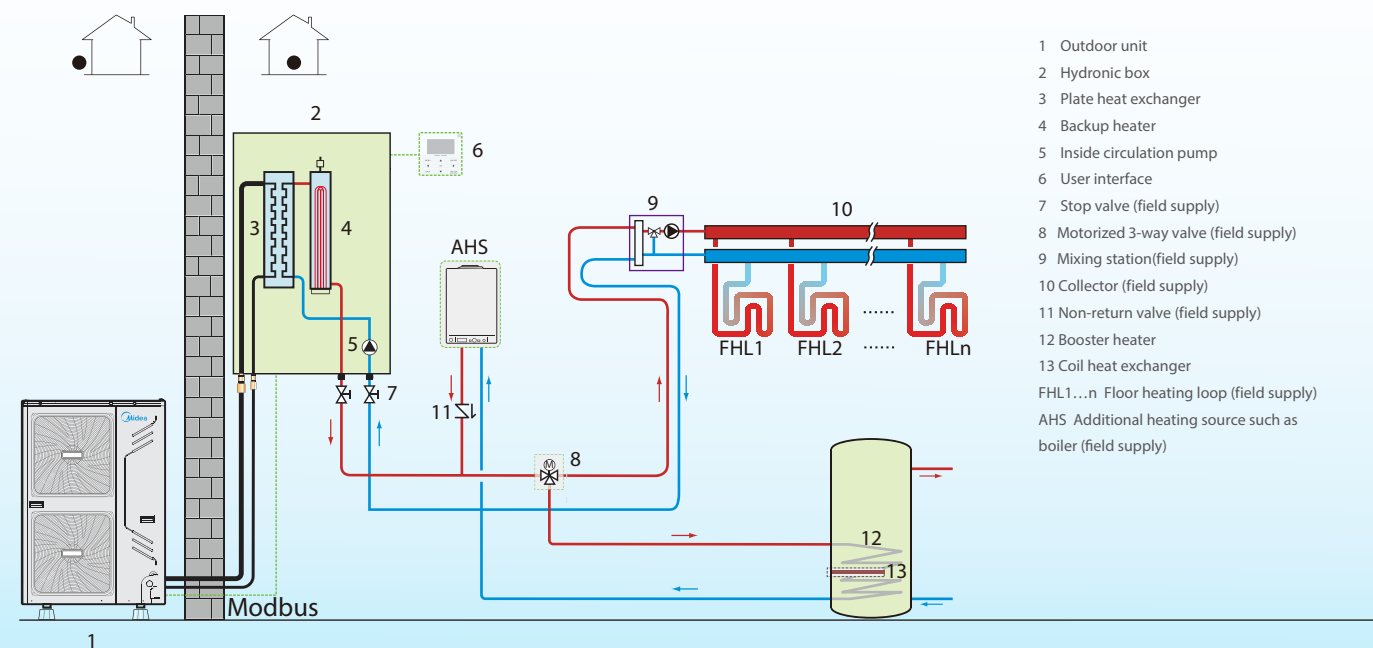 2
6
3
4
5
7
AHS
11
8
9
10
FHL1
FHL2
......
......
FHLn
M
12
13
Midea
Modbus
1
1 Outdoor unit
2 Hydronic box
3 Plate heat exchanger
4 Backup heater
5 Inside circulation pump
6 User interface
7 Stop valve (field supply)
8 Motorized 3-way valve (field supply)
9 Mixing station(field supply)
10 Collector (field supply)
11 Non-return valve (field supply)
12 Booster heater
13 Coil heat exchanger
FHL1…n Floor heating loop (field supply)
AHS Additional heating source such as
boiler (field supply)